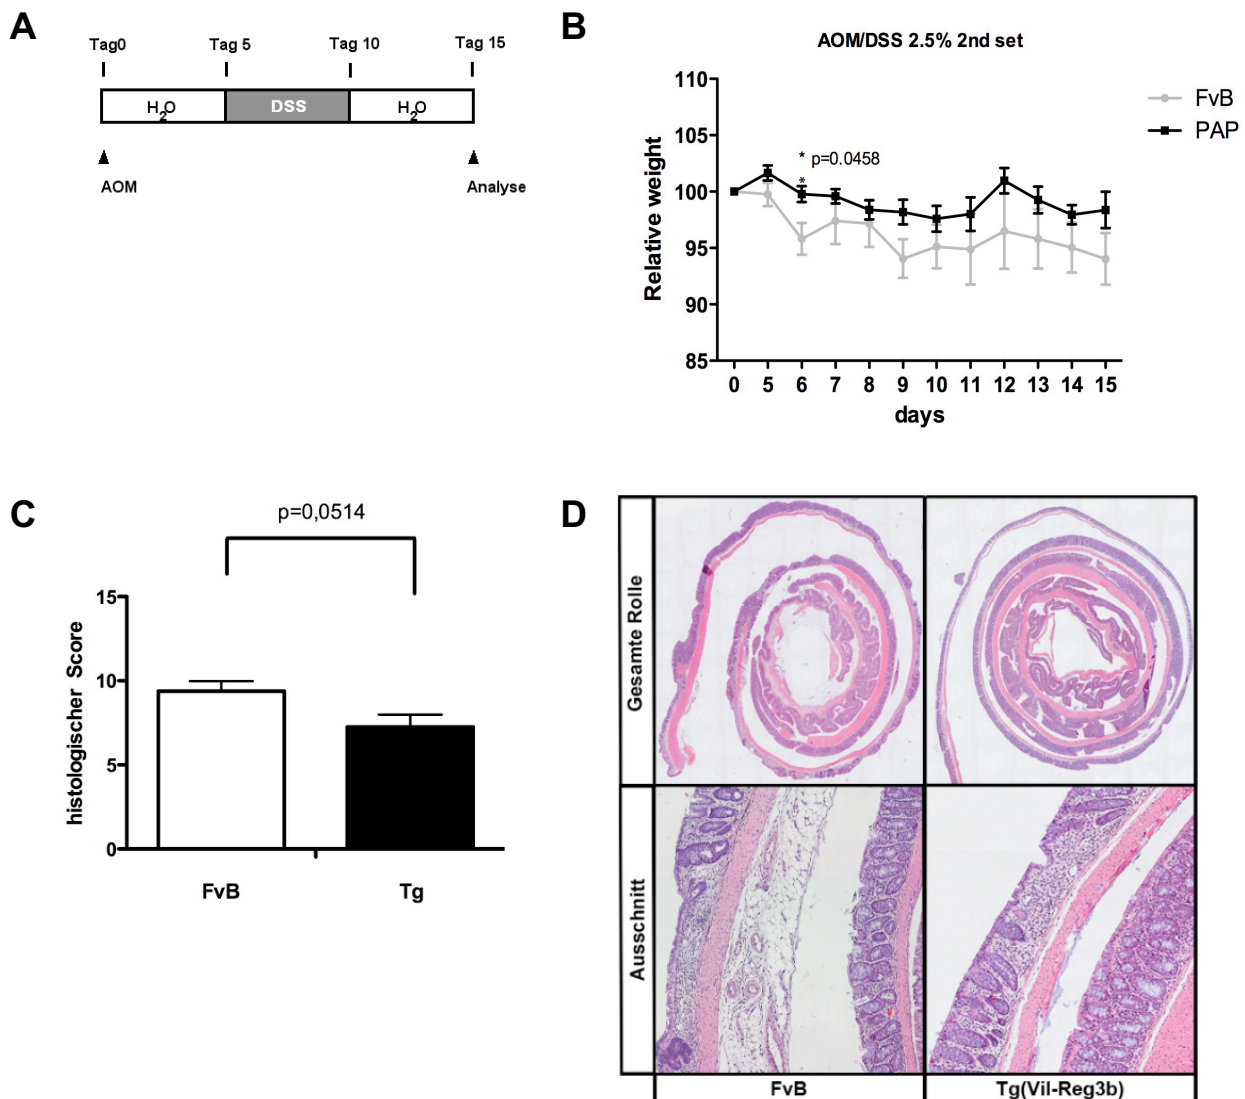 A
Tag0 Tag 5 Tag 10 Tag 15
H2O DSS H2O
AOM Analyse
B
AOM/DSS 2.5% 2nd set
110
105
100
95
90
85
Relative weight
* p=0.0458
*
0 5 6 7 8 9 10 11 12 13 14 15
days
FvB
PAP
C
p=0,0514
15
10
5
0
histologischer Score
FvB Tg
D
Gesamte Rolle
Ausschnitt
FvB Tg(Vil-Reg3b)